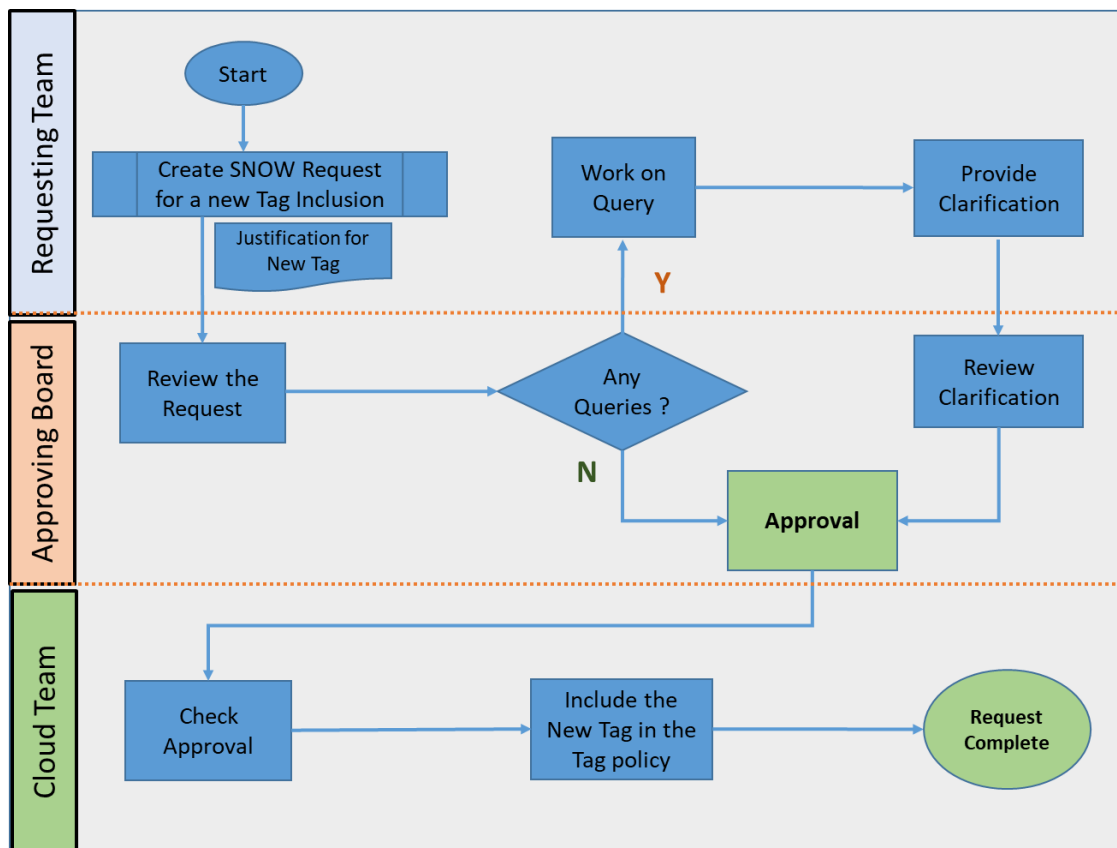 Requesting Team
Start
Create SNOW Request
for a new Tag Inclusion
Justification for
New Tag
Work on
Query
Provide
Clarification
Y
Approving Board
Review the
Request
Any
Queries ?
Review
Clarification
N
Approval
Cloud Team
Check
Approval
Include the
New Tag in the
Tag policy
Request
Complete